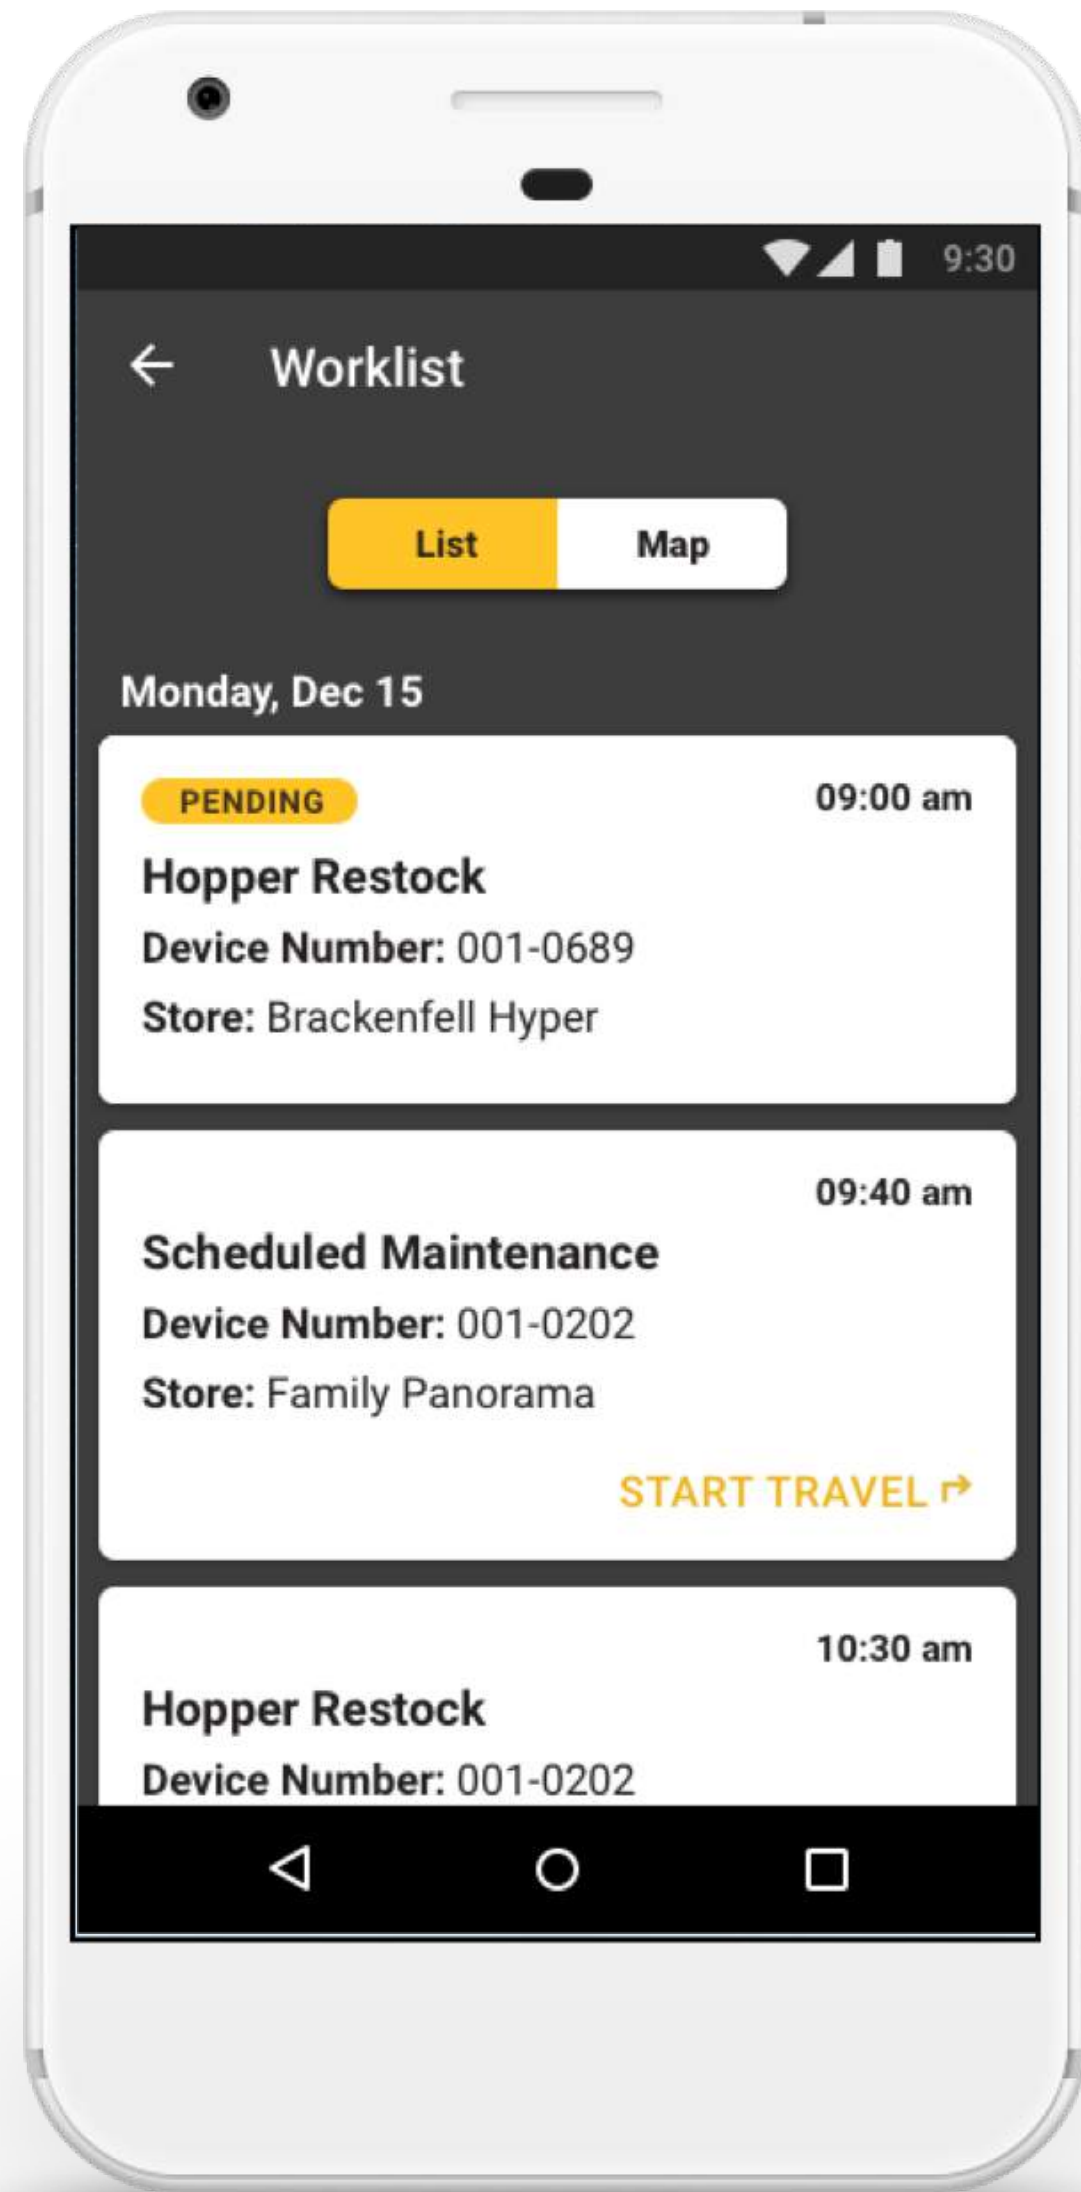 9:30
Worklist
List Map
Monday, Dec 15
PENDING 09:00 am
Hopper Restock
Device Number: 001-0689
Store: Brackenfell Hyper
09:40 am
Scheduled Maintenance
Device Number: 001-0202
Store: Family Panorama
START TRAVEL
10:30 am
Hopper Restock
Device Number: 001-0202